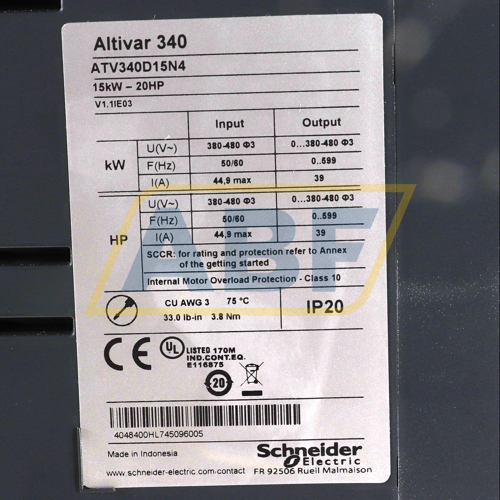 Altivar 340
ATV340D15N4
15kW - 20HP
V1.1IE03
Input Output
kW U(V~) 380-480 Φ3 0...380-480 Φ3
F(Hz) 50/60 0..599
I(A) 44,9 max 39
HP U(V~) 380-480 Φ3 0...380-480 Φ3
F(Hz) 50/60 0..599
I(A) 44,9 max 39
SCCR: for rating and protection refer to Annex
of the getting started
Internal Motor Overload Protection - Class 10
CU AWG 3 75 °C
33.0 lb-in 3.8 Nm
IP20
ABF
CE UL LISTED 170M
IND.CONT.EQ.
E116875
20
4048400HL745096005
Made in Indonesia
Schneider
Electric
www.schneider-electric.com/contact FR 92506 Rueil Malmaison